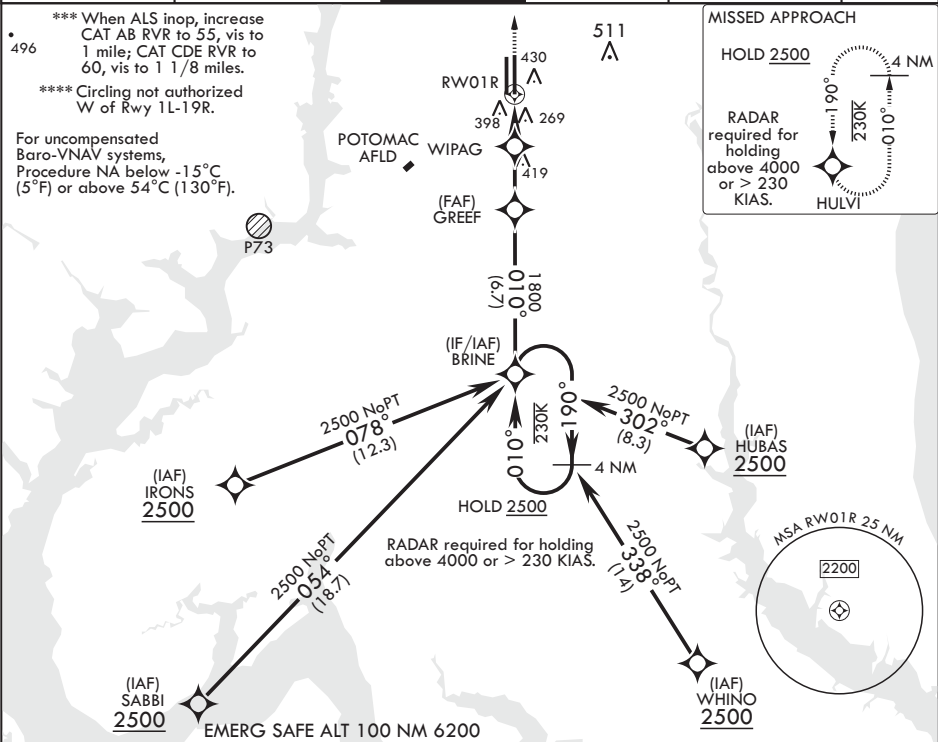 *** When ALS inop, increase
CAT AB RVR to 55, vis to
1 mile; CAT CDE RVR to
60, vis to 1 1/8 miles.
496
**** Circling not authorized
W of Rwy 1L-19R.
For uncompensated
Baro-VNAV systems,
Procedure NA below -15°C
(5°F) or above 54°C (130°F).
P73
POTOMAC
AFLD
RW01R
430
511
398
269
WIPAG
419
(FAF)
GREEF
1800
010°
(6.7)
(IF/IAF)
BRINE
MISSED APPROACH
HOLD 2500
4 NM
190°
230K
010°
RADAR
required for
holding
above 4000
or > 230
KIAS.
HULVI
2500 NoPT
078°
(12.3)
(IAF)
IRONS
2500
010°
230K
190°
4 NM
HOLD 2500
2500 NoPT
302°
(8.3)
(IAF)
HUBAS
2500
RADAR required for holding
above 4000 or > 230 KIAS.
2500 NoPT
054°
(18.7)
(IAF)
SABBI
2500
2500 NoPT
338°
(14)
(IAF)
WHINO
2500
MSA RW01R 25 NM
2200
EMERG SAFE ALT 100 NM 6200